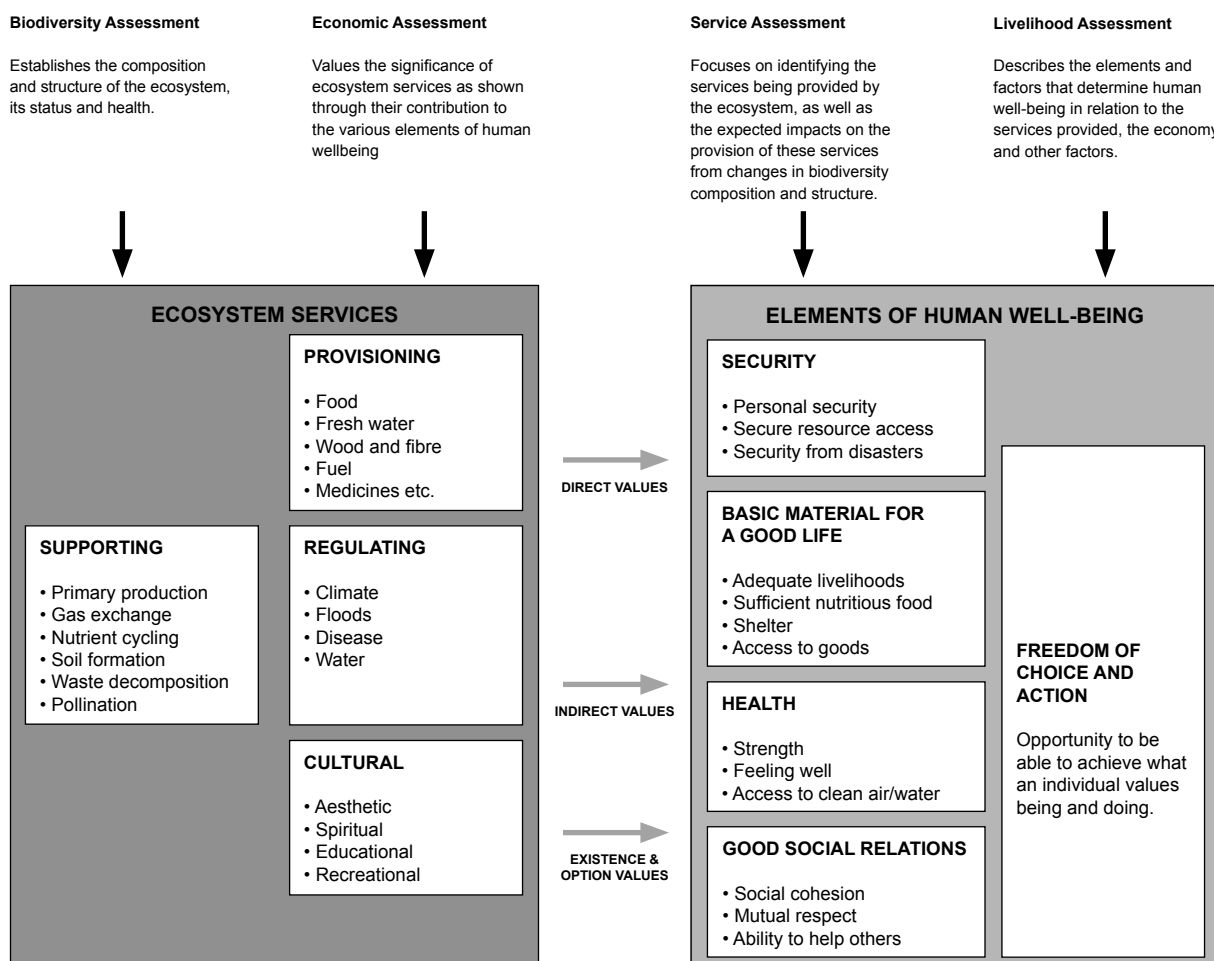 Biodiversity Assessment
Establishes the composition
and structure of the ecosystem,
its status and health.
Economic Assessment
Values the significance of
ecosystem services as shown
through their contribution to
the various elements of human
wellbeing
Service Assessment
Focuses on identifying the
services being provided by
the ecosystem, as well as
the expected impacts on the
provision of these services
from changes in biodiversity
composition and structure.
Livelihood Assessment
Describes the elements and
factors that determine human
well-being in relation to the
services provided, the economy
and other factors.
ECOSYSTEM SERVICES
SUPPORTING
• Primary production
• Gas exchange
• Nutrient cycling
• Soil formation
• Waste decomposition
• Pollination
PROVISIONING
• Food
• Fresh water
• Wood and fibre
• Fuel
• Medicines etc.
REGULATING
• Climate
• Floods
• Disease
• Water
CULTURAL
• Aesthetic
• Spiritual
• Educational
• Recreational
DIRECT VALUES
INDIRECT VALUES
EXISTENCE &
OPTION VALUES
ELEMENTS OF HUMAN WELL-BEING
SECURITY
• Personal security
• Secure resource access
• Security from disasters
BASIC MATERIAL FOR
A GOOD LIFE
• Adequate livelihoods
• Sufficient nutritious food
• Shelter
• Access to goods
HEALTH
• Strength
• Feeling well
• Access to clean air/water
GOOD SOCIAL RELATIONS
• Social cohesion
• Mutual respect
• Ability to help others
FREEDOM OF
CHOICE AND
ACTION
Opportunity to be
able to achieve what
an individual values
being and doing.